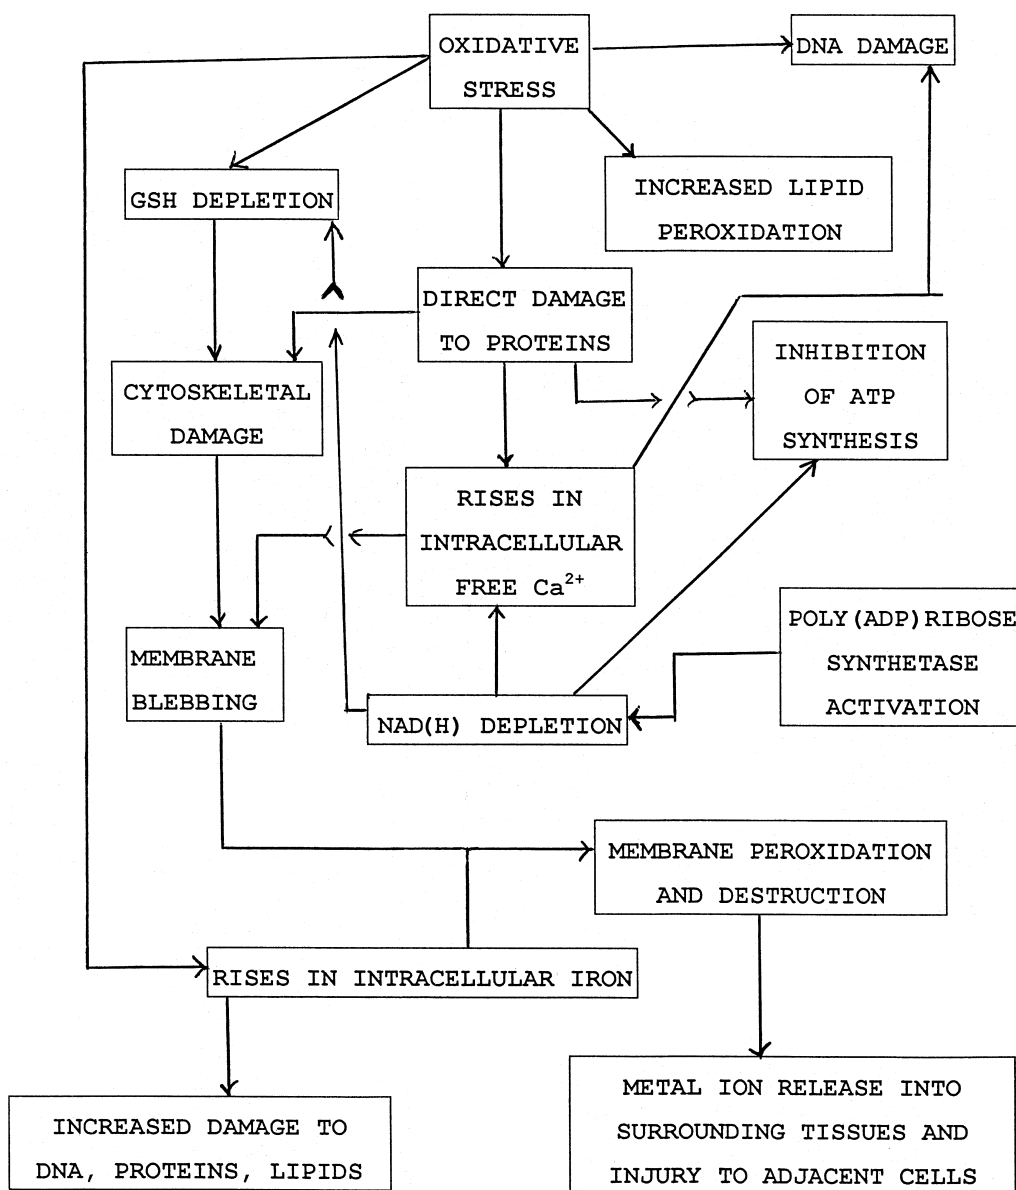 OXIDATIVE
STRESS
DNA DAMAGE
GSH DEPLETION
INCREASED LIPID
PEROXIDATION
DIRECT DAMAGE
TO PROTEINS
INHIBITION
OF ATP
SYNTHESIS
CYTOSKELETAL
DAMAGE
RISES IN
INTRACELLULAR
FREE Ca²⁺
POLY(ADP)RIBOSE
SYNTHETASE
ACTIVATION
MEMBRANE
BLEBBING
NAD(H) DEPLETION
MEMBRANE PEROXIDATION
AND DESTRUCTION
RISES IN INTRACELLULAR IRON
INCREASED DAMAGE TO
DNA, PROTEINS, LIPIDS
METAL ION RELEASE INTO
SURROUNDING TISSUES AND
INJURY TO ADJACENT CELLS